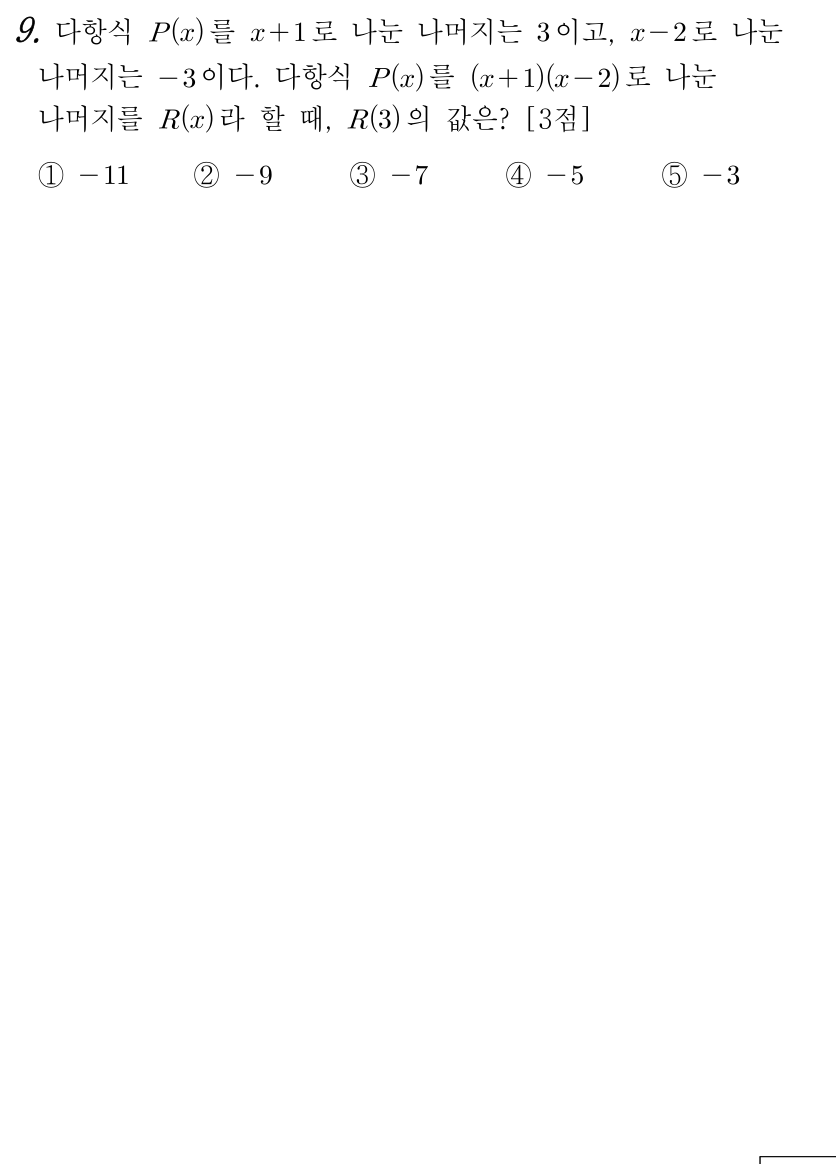 9. 다항식 P(x)를 x+1로 나눈 나머지는 3이고, x-2로 나눈
나머지는 -3이다. 다항식 P(x)를 (x+1)(x-2)로 나눈
나머지를 R(x)라 할 때, R(3)의 값은? [3점]
① -11 ② -9 ③ -7 ④ -5 ⑤ -3